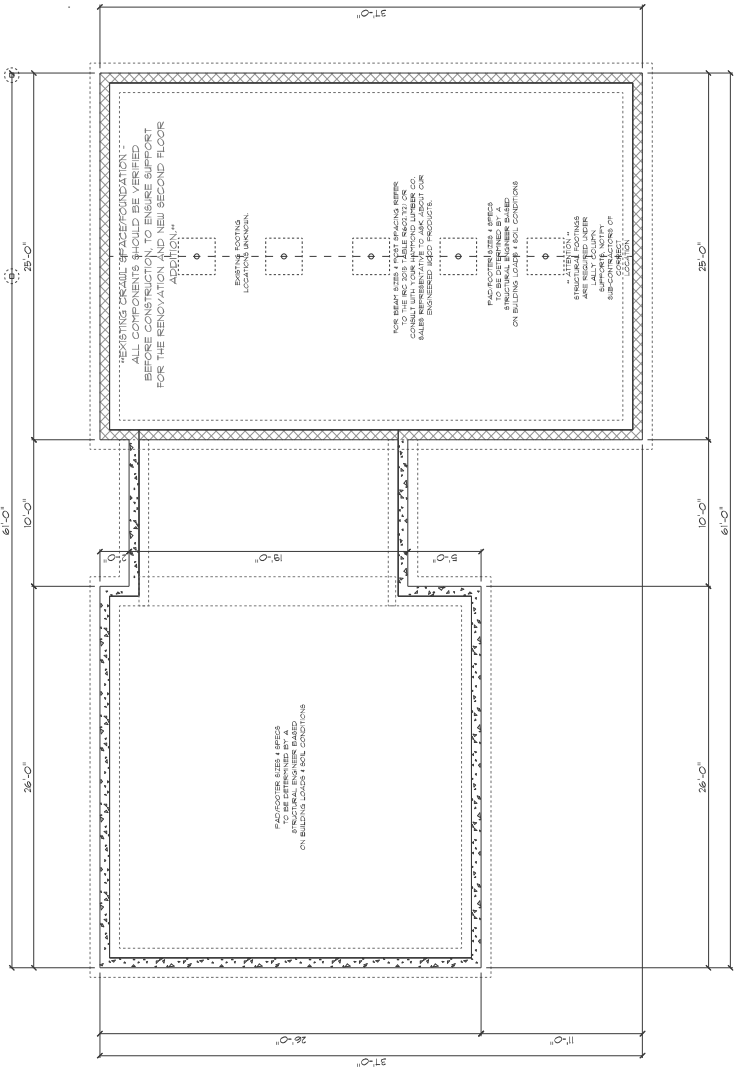 37'-0"
**EXISTING CRAWL SPACE/FOUNDATION -
ALL COMPONENTS SHOULD BE VERIFIED
BEFORE CONSTRUCTION, TO ENSURE SUPPORT
FOR THE RENOVATION AND NEW SECOND FLOOR
ADDITION.**
EXISTING FOOTING
LOCATIONS UNKNOWN.
FOR BEAM SIZES & POST SPACING REFER
TO THE IRC 2015 TABLE
CONSULT WITH YOUR HAMMOND LUMBER CO.
SALES REPRESENTATIVE TO ASK ABOUT OUR
ENGINEERED WOOD PRODUCTS.
PAD/FOOTER SIZES & SPECS
TO BE DETERMINED BY A
STRUCTURAL ENGINEER BASED
ON BUILDING LOADS & SOIL CONDITIONS
** ATTENTION **
STRUCTURAL FOOTINGS
ARE REQUIRED UNDER
LALLY COLUMN
SUPPORTS. NOTIFY
SUB-CONTRACTORS OF
CORRECT
LOCATION
25'-0"
25'-0"
61'-0"
10'-0"
10'-0"
61'-0"
2'-0"
19'-0"
5'-0"
PAD/FOOTER SIZES & SPECS
TO BE DETERMINED BY A
STRUCTURAL ENGINEER BASED
ON BUILDING LOADS & SOIL CONDITIONS
26'-0"
26'-0"
26'-0"
11'-0"
37'-0"